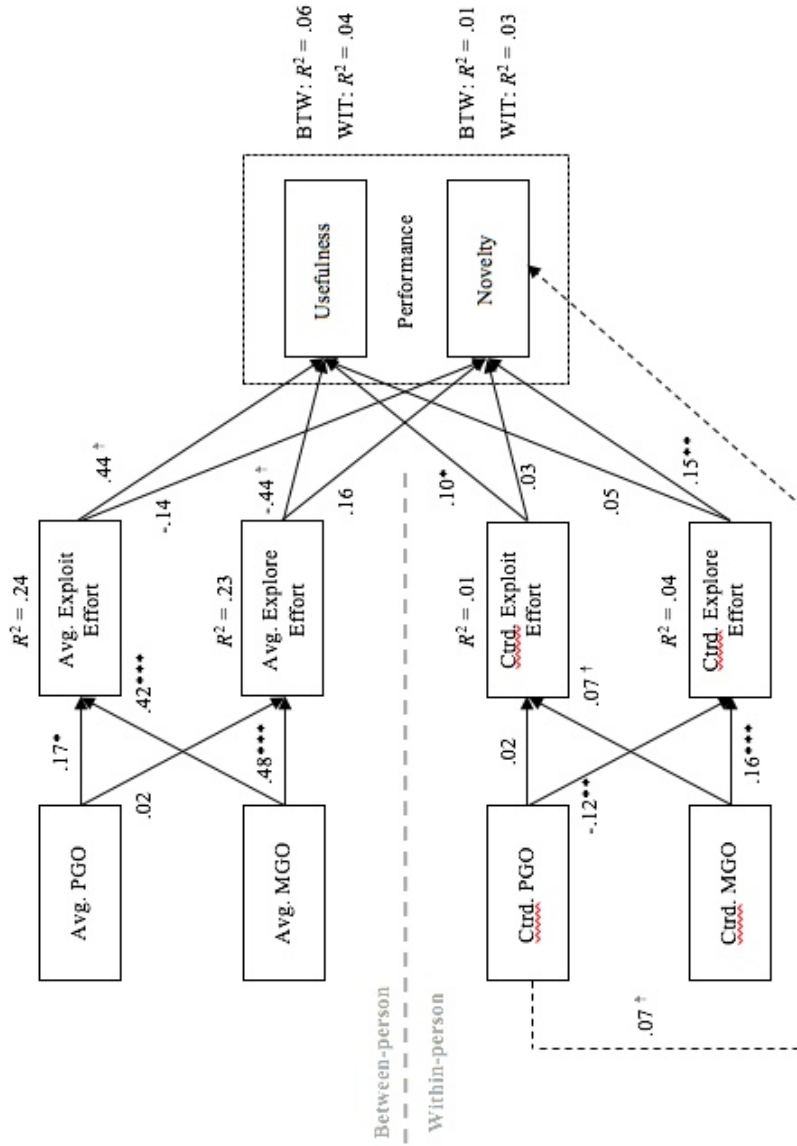 BTW: R² = .06
WIT: R² = .04
BTW: R² = .01
WIT: R² = .03
Usefulness
Performance
Novelty
.44 †
-.14
-.44 †
.16
.10*
.03
.05
.15**
R² = .24
Avg. Exploit
Effort
R² = .23
Avg. Explore
Effort
R² = .01
Ctrd. Exploit
Effort
R² = .04
Ctrd. Explore
Effort
.17*
.42***
.02
.48***
.02
.07 †
-.12**
.16***
Avg. PGO
Avg. MGO
Ctrd. PGO
Ctrd. MGO
Between-person
Within-person
.07 †